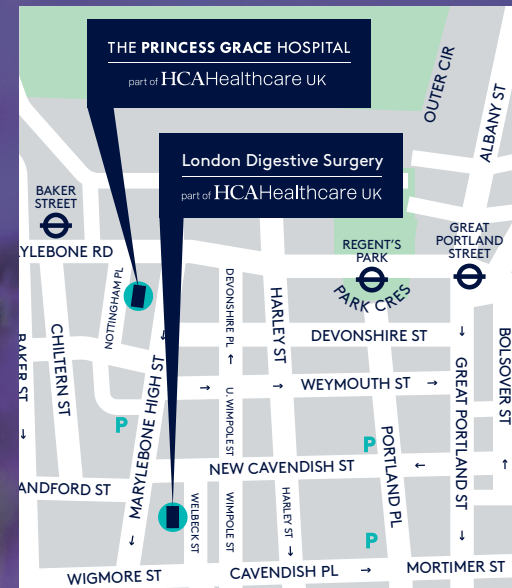 THE PRINCESS GRACE HOSPITAL
part of HCAHealthcare UK
London Digestive Surgery
part of HCAHealthcare UK
OUTER CIR
ALBANY ST
BAKER
STREET
YLEBONE RD
REGENT'S
PARK
GREAT
PORTLAND
STREET
PARK CRES
NOTTINGHAM PL
DEVONSHIRE PL
HARLEY ST
DEVONSHIRE ST
BAKER ST
CHILTERN ST
MARYLEBONE HIGH ST
→
U. WIMPOLE ST
→
WEYMOUTH ST →
GREAT PORTLAND ST
BOLSOVER ST
P
P
NEW CAVENDISH ST
PORTLAND PL
←
ANDFORD ST
WELBECK ST
WIMPOLE ST
HARLEY ST
P
WIGMORE ST
CAVENDISH PL →
MORTIMER ST